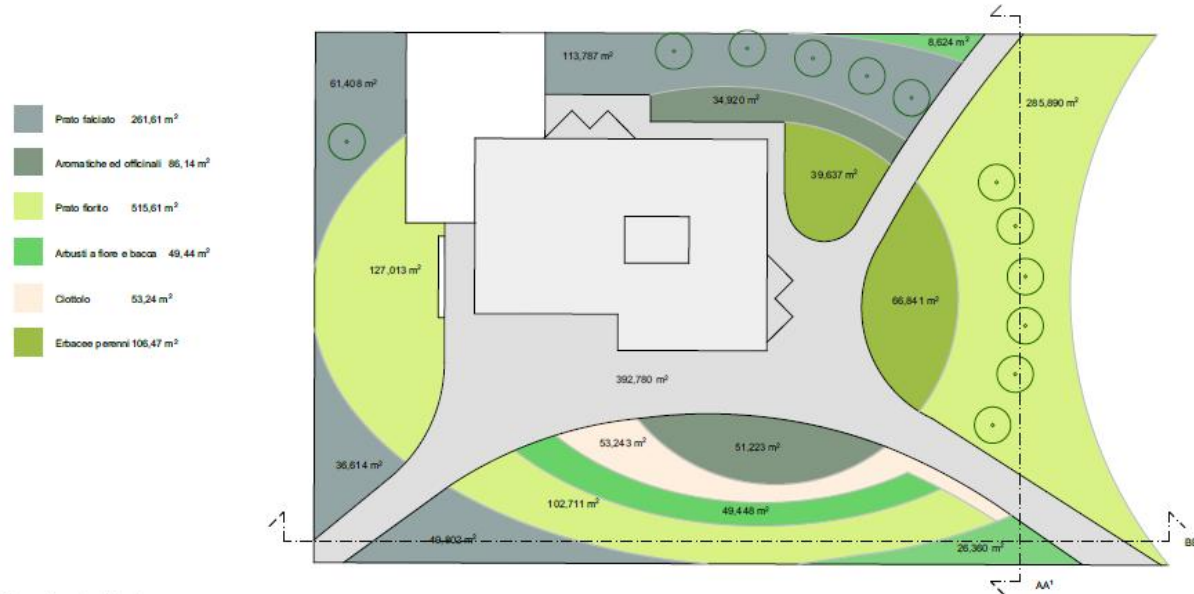 Prato falciato 261,61 m²
Aromatiche ed officinali 86,14 m²
Prato fiorito 515,61 m²
Arbusti a fiore e bacca 49,44 m²
Ciottolo 53,24 m²
Erbacee perenni 106,47 m²
8,624 m²
113,787 m²
61,408 m²
34,920 m²
285,890 m²
39,637 m²
127,013 m²
66,841 m²
392,780 m²
53,243 m²
51,223 m²
36,614 m²
102,711 m²
49,448 m²
49,802 m²
26,360 m²
AA¹